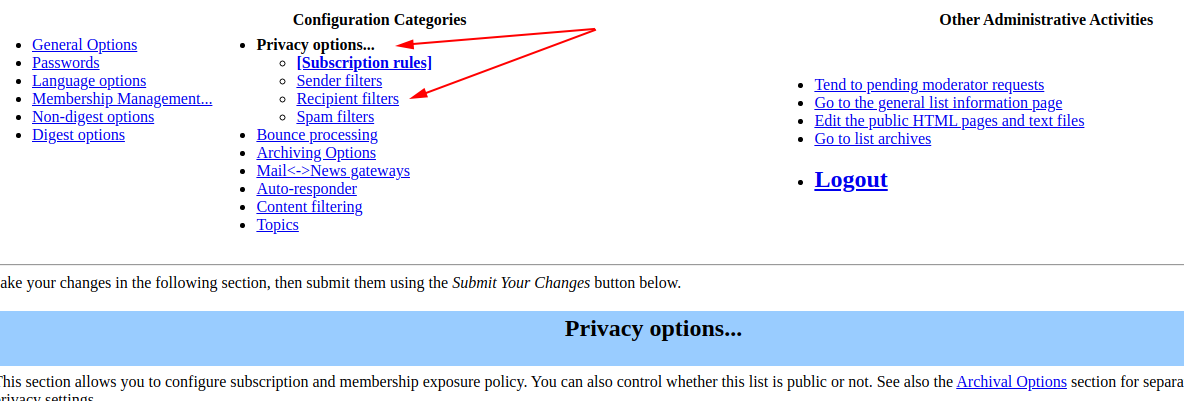 Configuration Categories
Other Administrative Activities
General Options
Passwords
Language options
Membership Management...
Non-digest options
Digest options
Privacy options...
[Subscription rules]
Sender filters
Recipient filters
Spam filters
Bounce processing
Archiving Options
Mail<->News gateways
Auto-responder
Content filtering
Topics
Tend to pending moderator requests
Go to the general list information page
Edit the public HTML pages and text files
Go to list archives
Logout
ake your changes in the following section, then submit them using the Submit Your Changes button below.
Privacy options...
This section allows you to configure subscription and membership exposure policy. You can also control whether this list is public or not. See also the Archival Options section for separa
rivacy settings.